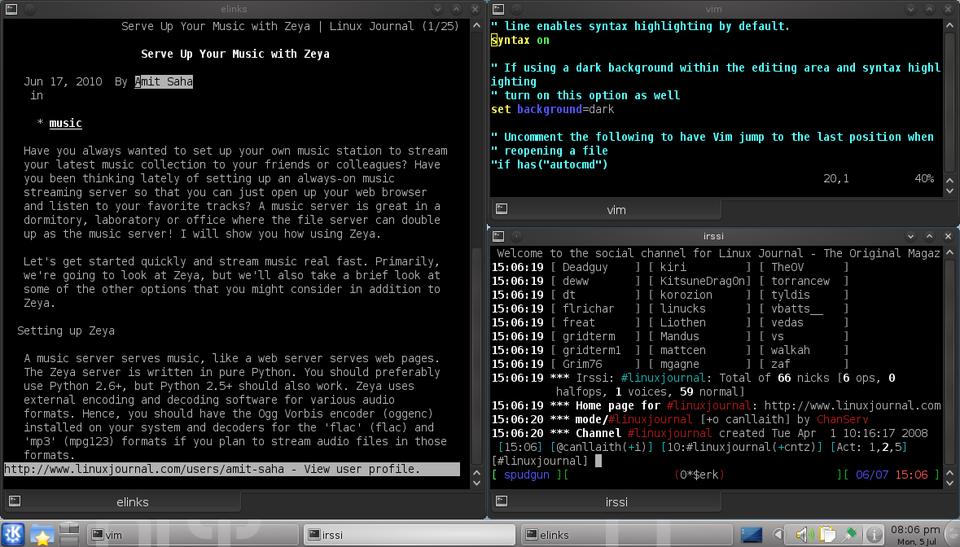 elinks
Serve Up Your Music with Zeya | Linux Journal (1/25)
Serve Up Your Music with Zeya
Jun 17, 2010 By Amit Saha
in
* music
Have you always wanted to set up your own music station to stream
your latest music collection to your friends or colleagues? Have
you been thinking lately of setting up an always-on music
streaming server so that you can just open up your web browser
and listen to your favorite tracks? A music server is great in a
dormitory, laboratory or office where the file server can double
up as the music server! I will show you how using Zeya.
Let's get started quickly and stream music real fast. Primarily,
we're going to look at Zeya, but we'll also take a brief look at
some of the other options that you might consider in addition to
Zeya.
Setting up Zeya
A music server serves music, like a web server serves web pages.
The Zeya server is written in pure Python. You should preferably
use Python 2.6+, but Python 2.5+ should also work. Zeya uses
external encoding and decoding software for various audio
formats. Hence, you should have the Ogg Vorbis encoder (oggenc)
installed on your system and decoders for the 'flac' (flac) and
'mp3' (mpg123) formats if you plan to stream audio files in those
formats.
http://www.linuxjournal.com/users/amit-saha - View user profile.
elinks
vim
" line enables syntax highlighting by default.
syntax on
" If using a dark background within the editing area and syntax highl
ighting
" turn on this option as well
set background=dark
" Uncomment the following to have Vim jump to the last position when
" reopening a file
"if has("autocmd")
20,1 40%
vim
irssi
Welcome to the social channel for Linux Journal - The Original Magaz
15:06:19 [ Deadguy ] [ kiri ] [ TheOV ]
15:06:19 [ deww ] [ KitsuneDragOn] [ torrancew ]
15:06:19 [ dt ] [ korozion ] [ tyldis ]
15:06:19 [ flrichar ] [ linucks ] [ vbatts__ ]
15:06:19 [ freat ] [ Liothen ] [ vedas ]
15:06:19 [ gridterm ] [ Mandus ] [ vs ]
15:06:19 [ gridterm1 ] [ mattcen ] [ walkah ]
15:06:19 [ Grim76 ] [ mgagne ] [ zaf ]
15:06:19 *** Irssi: #linuxjournal: Total of 66 nicks [6 ops, 0
halfops, 1 voices, 59 normal]
15:06:19 *** Home page for #linuxjournal: http://www.linuxjournal.com
15:06:20 *** mode/#linuxjournal [+o canllaith] by ChanServ
15:06:20 *** Channel #linuxjournal created Tue Apr 1 10:16:17 2008
[15:06] [@canllaith(+i)] [10:#linuxjournal(+cntz)] [Act: 1,2,5]
[#linuxjournal]
[ spudgun ][ (0*$erk) ][ 06/07 15:06 ]
irssi
vim
irssi
elinks
08:06 pm
Mon, 5 Jul